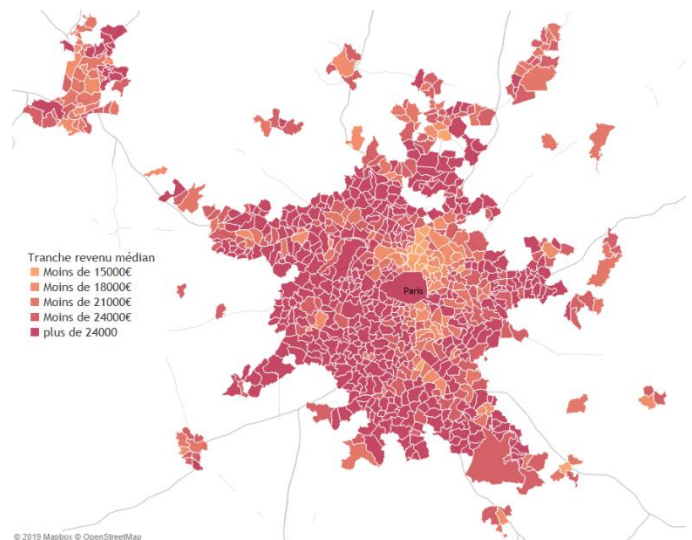 Tranche revenu médian
Moins de 15000€
Moins de 18000€
Moins de 21000€
Moins de 24000€
plus de 24000
Paris
© 2019 Mapbox © OpenStreetMap